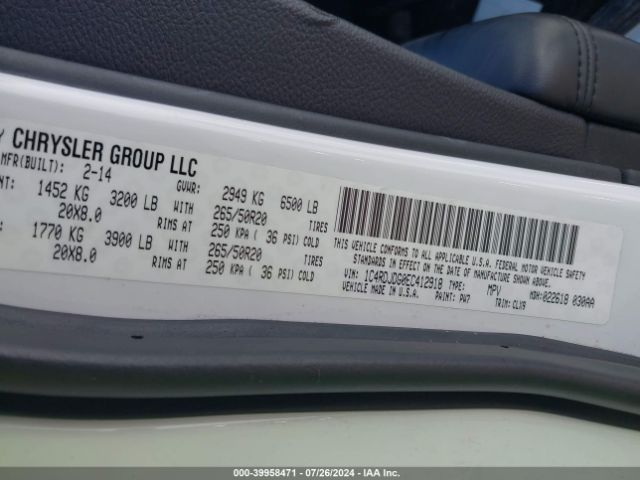 CHRYSLER GROUP LLC
MFR(BUILT): 2-14 GVWR: 2949 KG 6500 LB
1452 KG 3200 LB WITH 265/50R20 TIRES
20X8.0 RIMS AT 250 KPA ( 36 PSI) COLD
1770 KG 3900 LB WITH 265/50R20 TIRES
20X8.0 RIMS AT 250 KPA ( 36 PSI) COLD
THIS VEHICLE CONFORMS TO ALL APPLICABLE U.S.A. FEDERAL MOTOR VEHICLE SAFETY
STANDARDS IN EFFECT ON THE DATE OF MANUFACTURE SHOWN ABOVE.
VIN: 1C4RDJDG0EC412918 TYPE: MPV MDH:022618 030AA
VEHICLE MADE IN U.S.A. PAINT: PW7 TRIM: CLX9
000-39958471 - 07/26/2024 - IAA Inc.